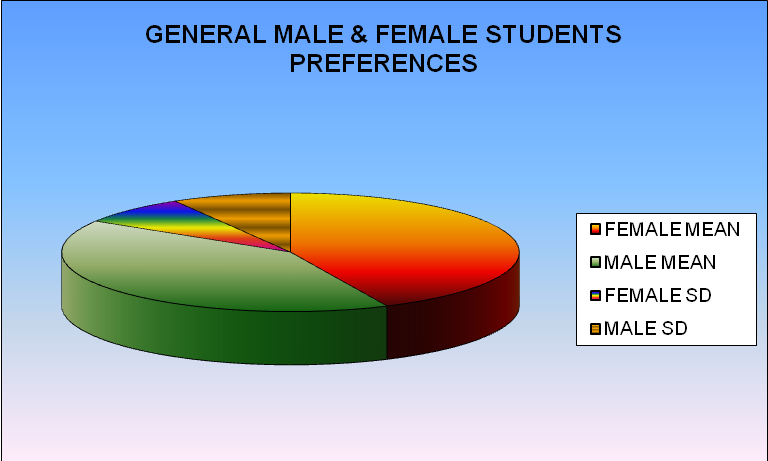 GENERAL MALE & FEMALE STUDENTS
PREFERENCES
FEMALE MEAN
MALE MEAN
FEMALE SD
MALE SD